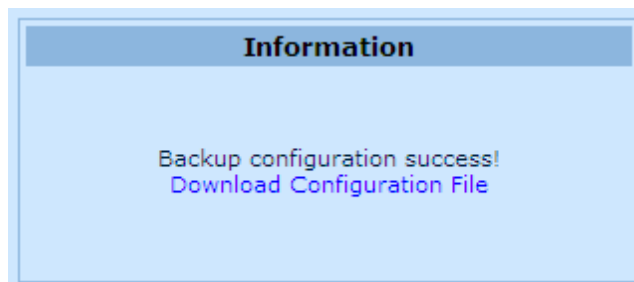 Information
Backup configuration success!
Download Configuration File